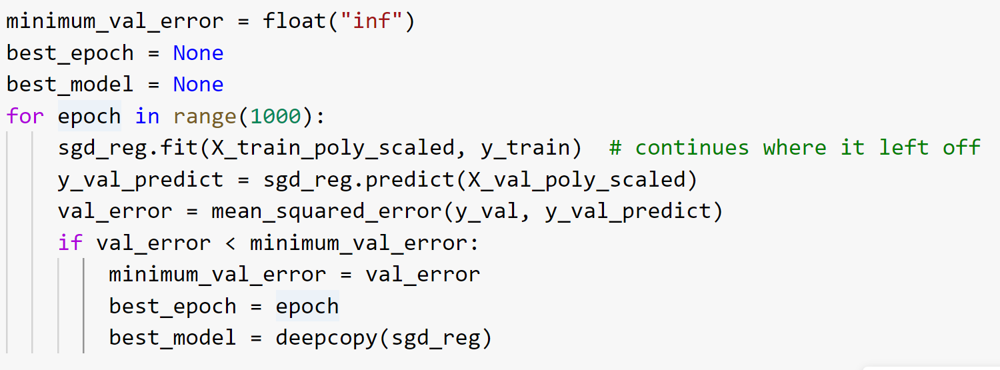 minimum_val_error = float("inf")
best_epoch = None
best_model = None
for epoch in range(1000):
    sgd_reg.fit(X_train_poly_scaled, y_train)  # continues where it left off
    y_val_predict = sgd_reg.predict(X_val_poly_scaled)
    val_error = mean_squared_error(y_val, y_val_predict)
    if val_error < minimum_val_error:
        minimum_val_error = val_error
        best_epoch = epoch
        best_model = deepcopy(sgd_reg)